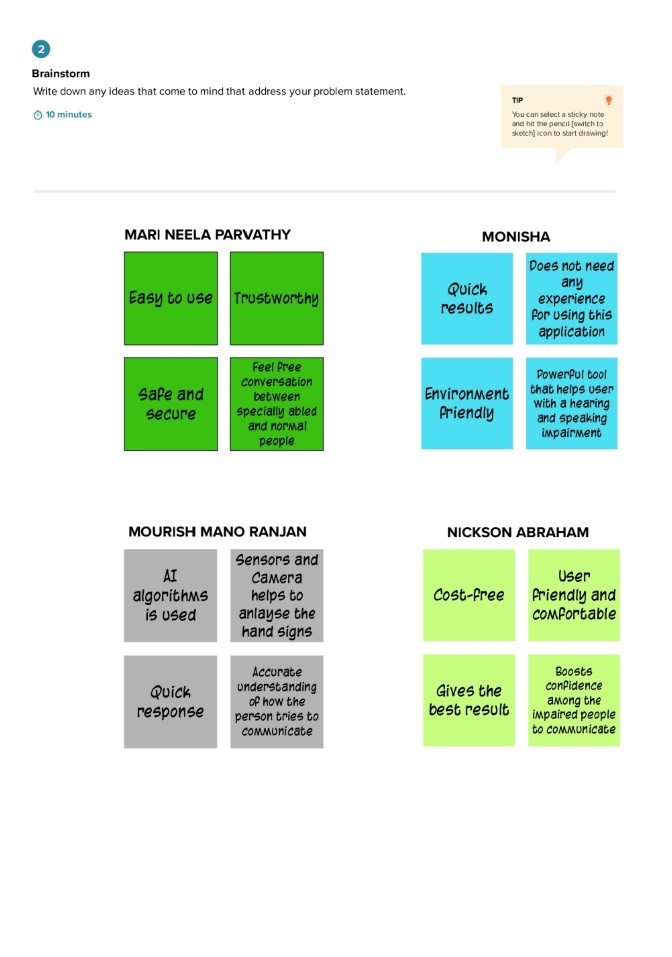 2
Brainstorm
Write down any ideas that come to mind that address your problem statement.
10 minutes
TIP
You can select a sticky note
and hit the pencil [switch to
sketch] icon to start drawing!
MARI NEELA PARVATHY
Easy to use
Trustworthy
Safe and
secure
Feel free
conversation
between
specially abled
and normal
people
MONISHA
Quick
results
Does not need
any
experience
for using this
application
Environment
friendly
Powerful tool
that helps user
with a hearing
and speaking
impairment
MOURISH MANO RANJAN
AI
algorithms
is used
Sensors and
Camera
helps to
anlayse the
hand signs
Quick
response
Accurate
understanding
of how the
person tries to
communicate
NICKSON ABRAHAM
Cost-free
User
friendly and
comfortable
Gives the
best result
Boosts
confidence
among the
impaired people
to communicate